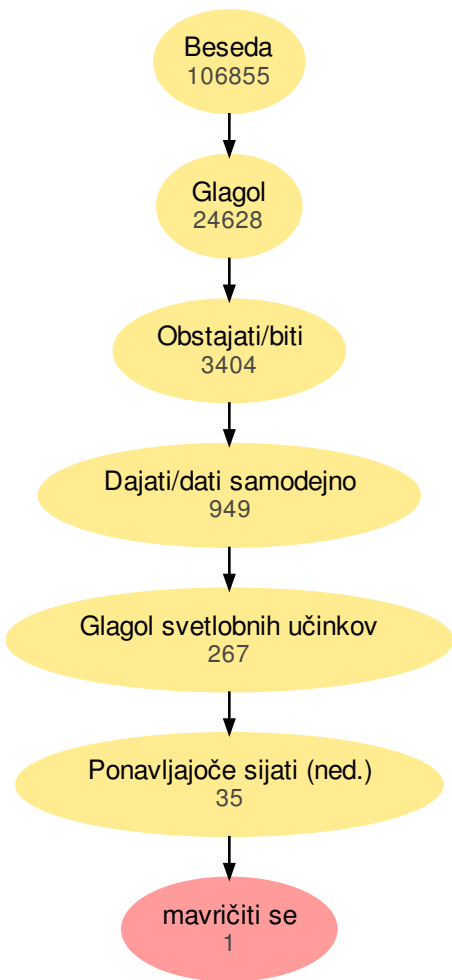 Beseda
106855
Glagol
24628
Obstajati/biti
3404
Dajati/dati samodejno
949
Glagol svetlobnih učinkov
267
Ponavljajoče sijati (ned.)
35
mavričiti se
1